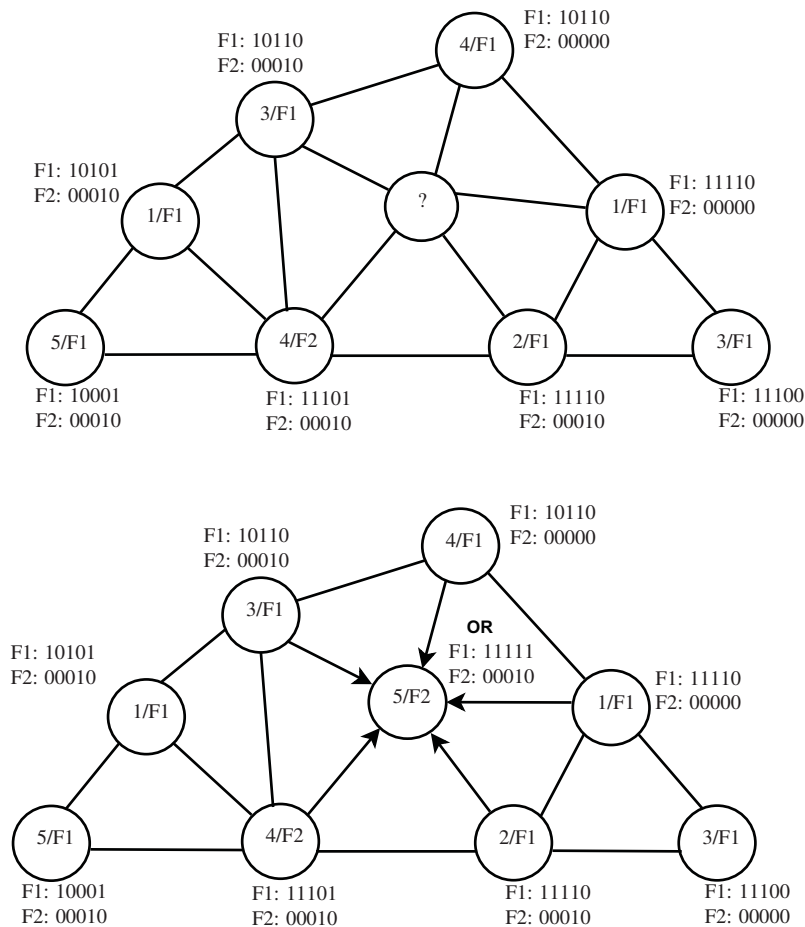 F1: 10110
F2: 00000
4/F1
F1: 10110
F2: 00010
3/F1
F1: 10101
F2: 00010
1/F1
?
F1: 11110
F2: 00000
1/F1
5/F1
4/F2
2/F1
3/F1
F1: 10001
F2: 00010
F1: 11101
F2: 00010
F1: 11110
F2: 00010
F1: 11100
F2: 00000
F1: 10110
F2: 00000
4/F1
F1: 10110
F2: 00010
3/F1
OR
F1: 11111
F2: 00010
5/F2
F1: 10101
F2: 00010
1/F1
F1: 11110
F2: 00000
1/F1
5/F1
4/F2
2/F1
3/F1
F1: 10001
F2: 00010
F1: 11101
F2: 00010
F1: 11110
F2: 00010
F1: 11100
F2: 00000